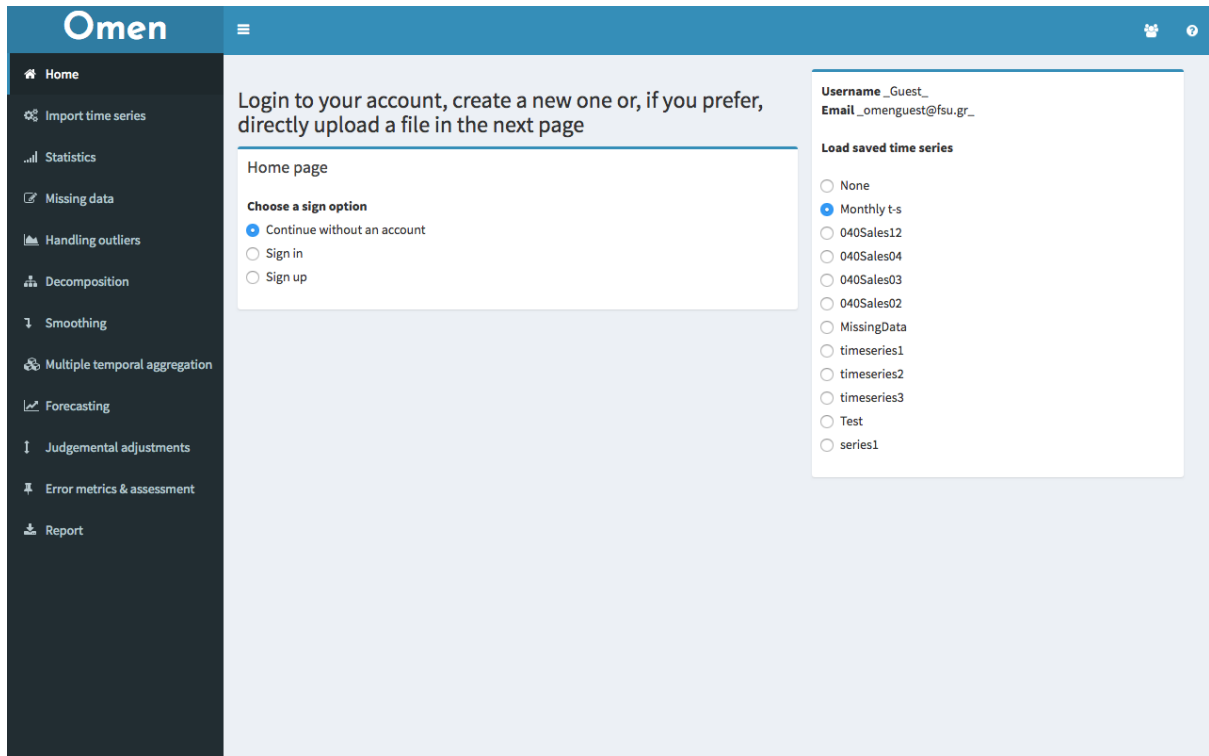 Omen
Home
Import time series
Statistics
Missing data
Handling outliers
Decomposition
Smoothing
Multiple temporal aggregation
Forecasting
Judgemental adjustments
Error metrics & assessment
Report
Login to your account, create a new one or, if you prefer,
directly upload a file in the next page
Home page
Choose a sign option
Continue without an account
Sign in
Sign up
Username _Guest_
Email _omenguest@fsu.gr_
Load saved time series
None
Monthly t-s
040Sales12
040Sales04
040Sales03
040Sales02
MissingData
timeseries1
timeseries2
timeseries3
Test
series1